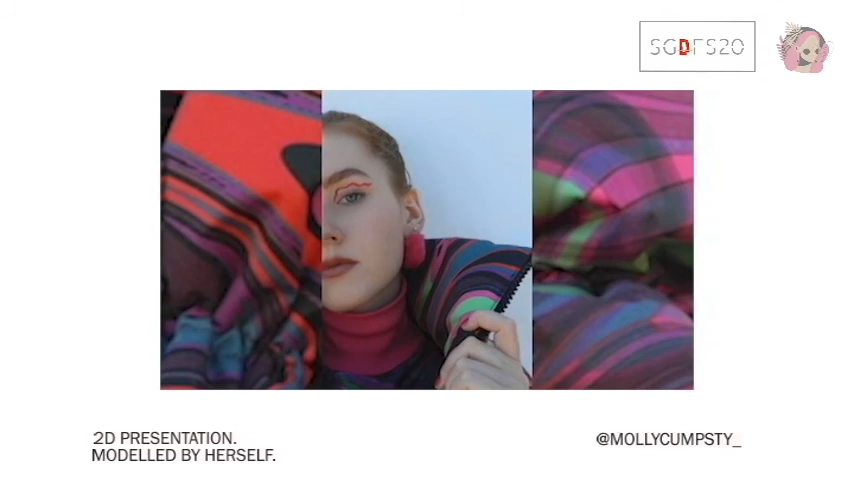 SGDFS20
2D PRESENTATION.
MODELLED BY HERSELF.
@MOLLYCUMPSTY_